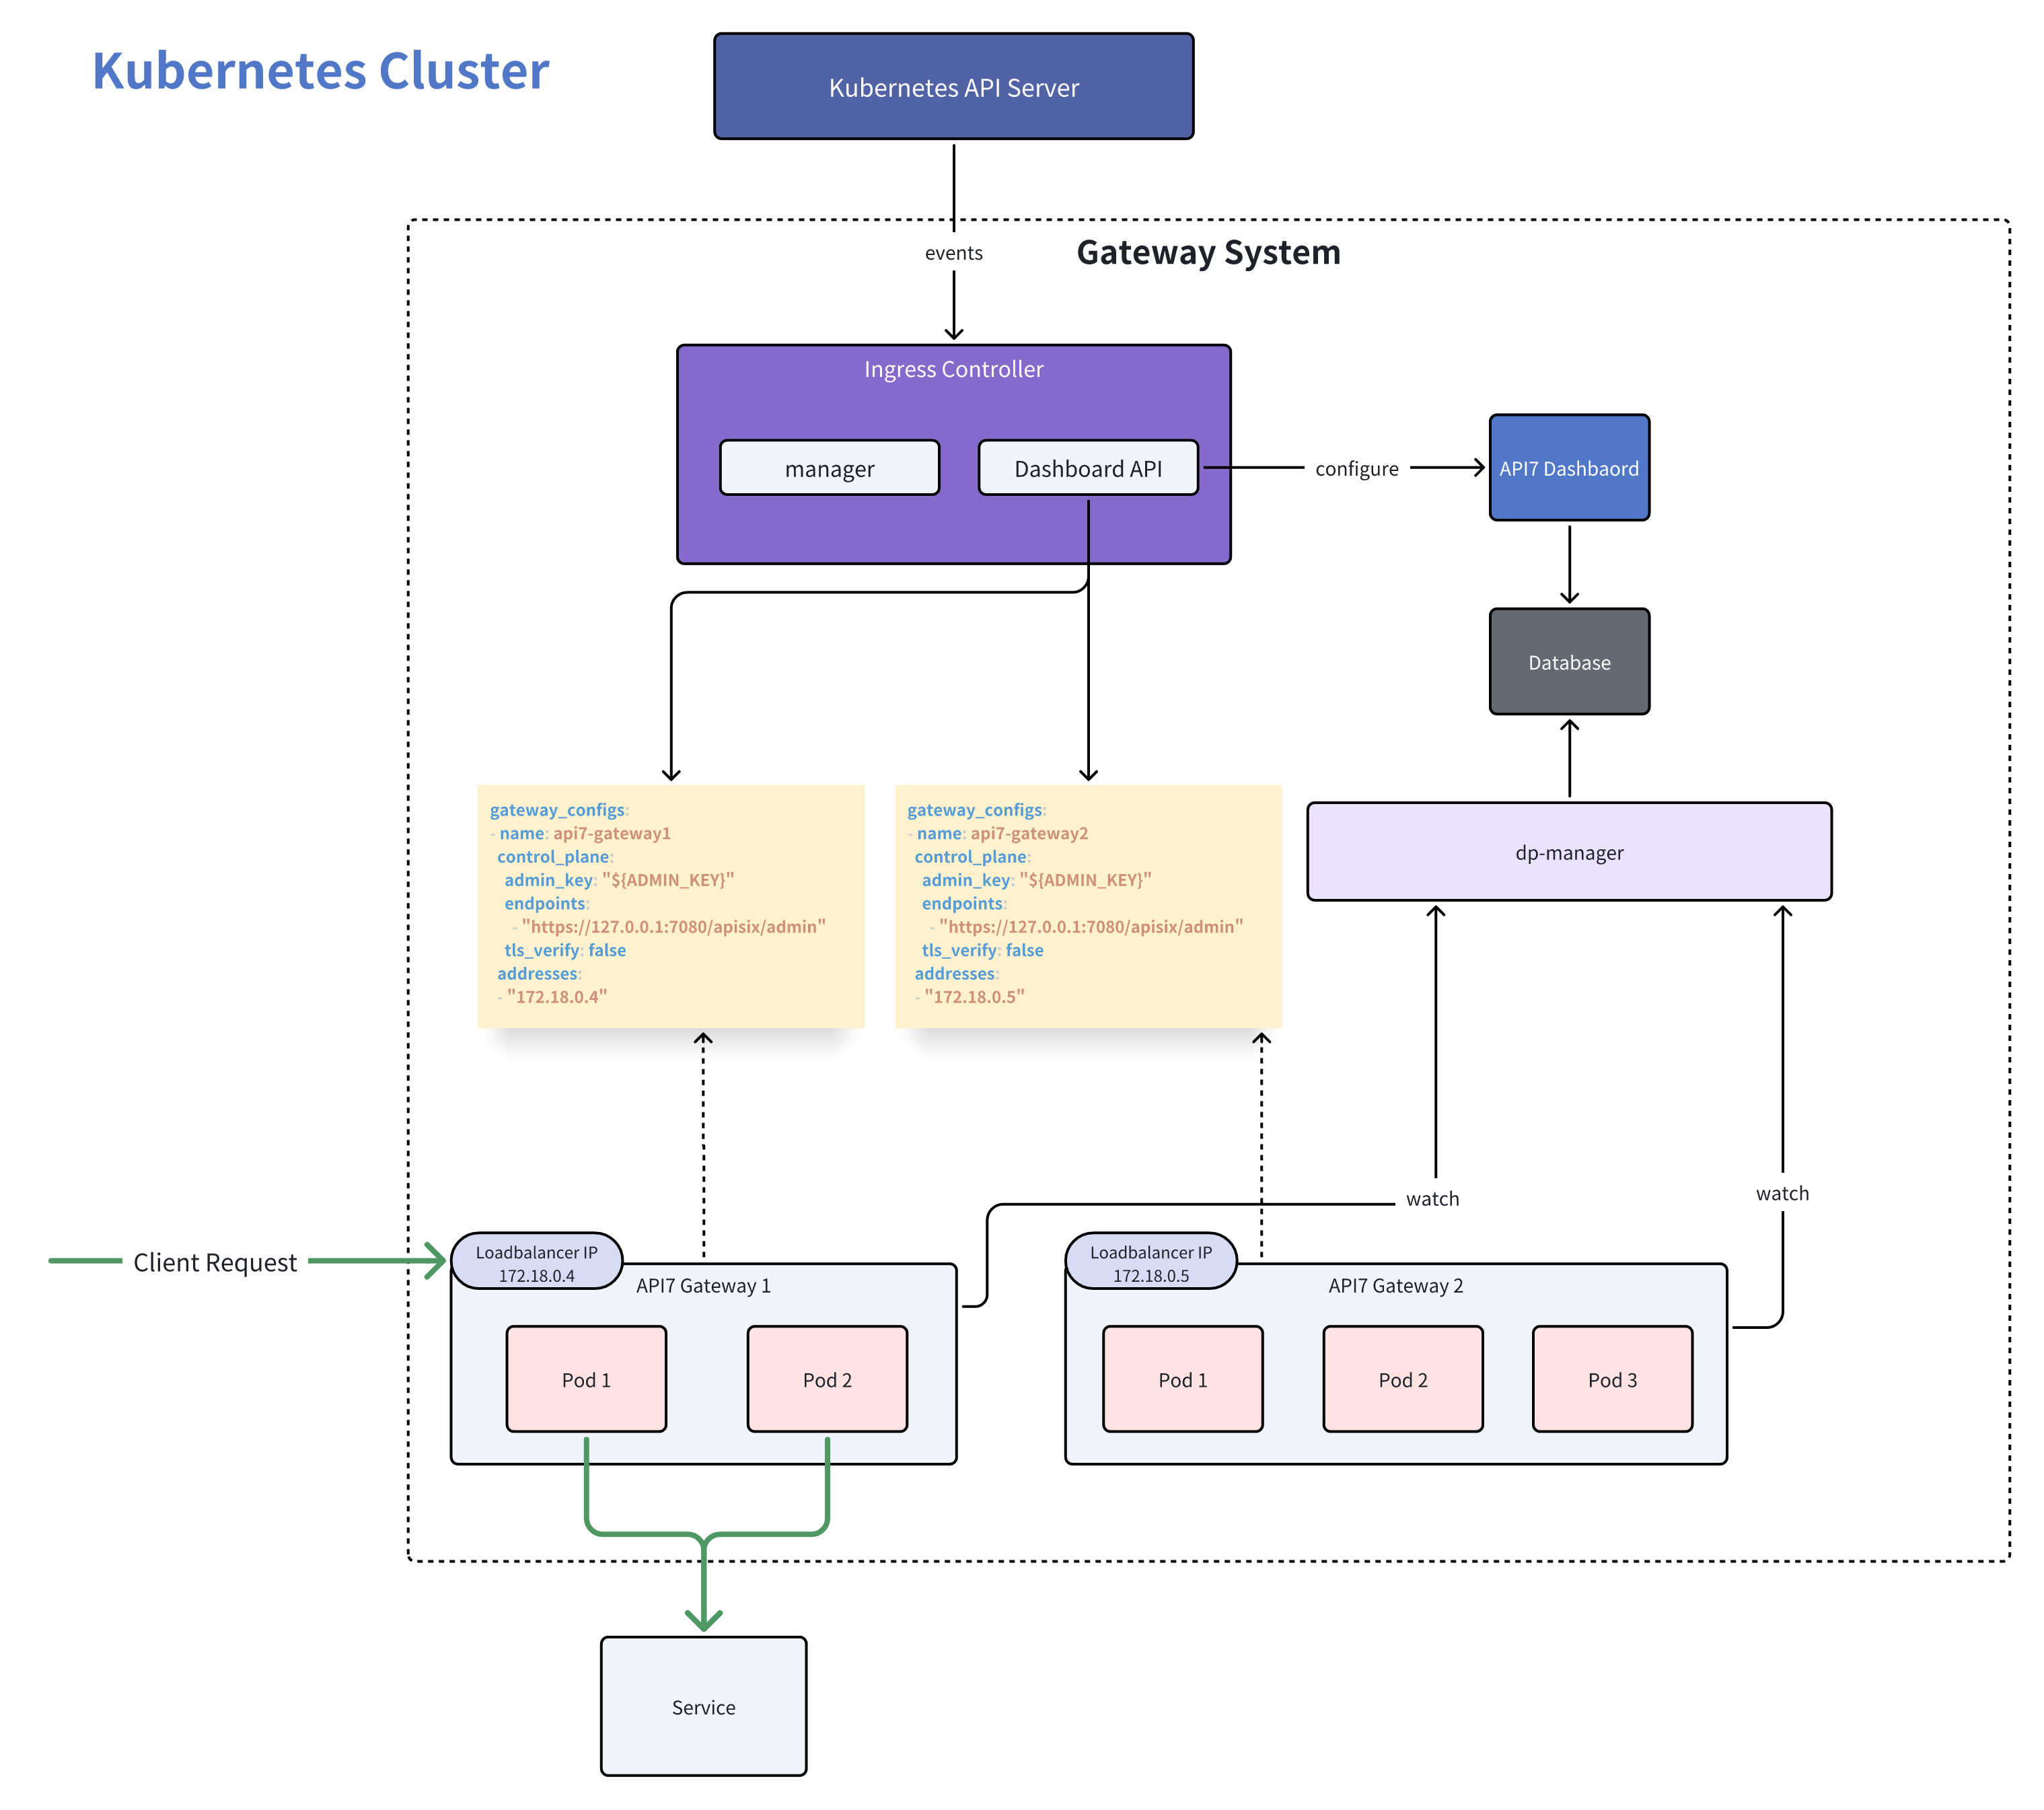 Kubernetes Cluster
Kubernetes API Server
events
Gateway System
Ingress Controller
manager
Dashboard API
configure
API7 Dashbaord
Database
gateway_configs:
- name: api7-gateway1
control_plane:
admin_key: "${ADMIN_KEY}"
endpoints:
- "https://127.0.0.1:7080/apisix/admin"
tls_verify: false
addresses:
- "172.18.0.4"
gateway_configs:
- name: api7-gateway2
control_plane:
admin_key: "${ADMIN_KEY}"
endpoints:
- "https://127.0.0.1:7080/apisix/admin"
tls_verify: false
addresses:
- "172.18.0.5"
dp-manager
watch
watch
Client Request
Loadbalancer IP
172.18.0.4
API7 Gateway 1
Pod 1
Pod 2
Loadbalancer IP
172.18.0.5
API7 Gateway 2
Pod 1
Pod 2
Pod 3
Service